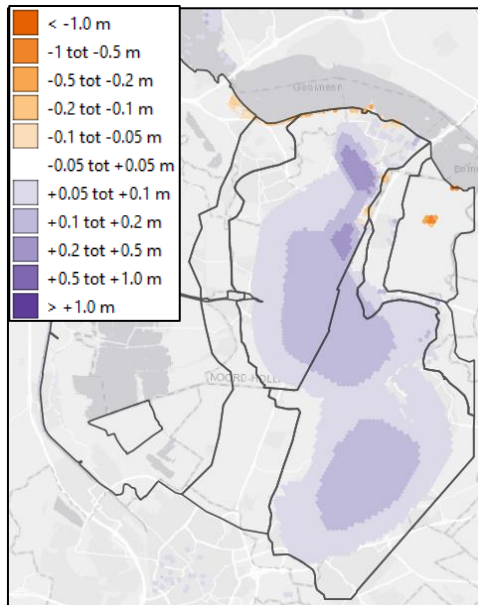 < -1.0 m
-1 tot -0.5 m
-0.5 tot -0.2 m
-0.2 tot -0.1 m
-0.1 tot -0.05 m
-0.05 tot +0.05 m
+0.05 tot +0.1 m
+0.1 tot +0.2 m
+0.2 tot +0.5 m
+0.5 tot +1.0 m
> +1.0 m
Gooimeer
NOORD-HOLL